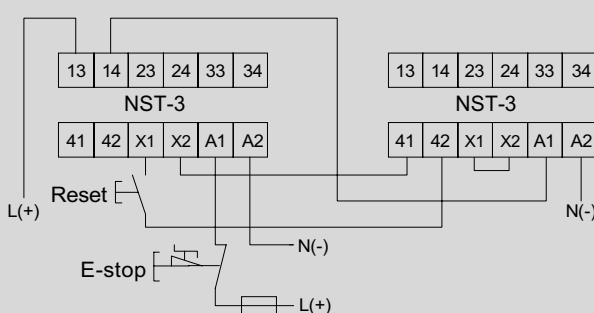 13 14 23 24 33 34 13 14 23 24 33 34
NST-3 NST-3
41 42 X1 X2 A1 A2 41 42 X1 X2 A1 A2
Reset
L(+) N(-)
N(-)
E-stop
L(+)